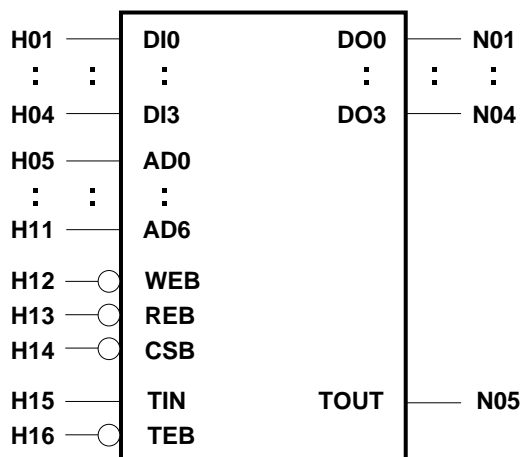 H01 DI0 DO0 N01
: : : : : :
H04 DI3 DO3 N04
H05 AD0
: : :
H11 AD6
H12 WEB
H13 REB
H14 CSB
H15 TIN TOUT N05
H16 TEB